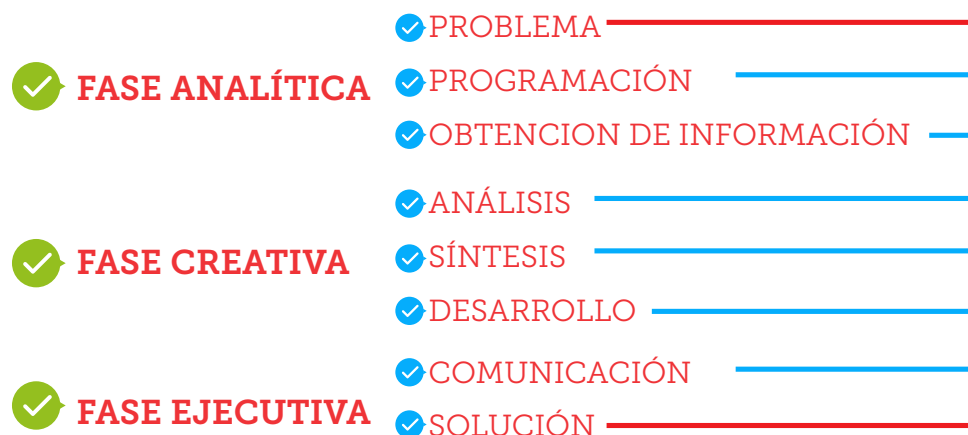 PROBLEMA
FASE ANALÍTICA
PROGRAMACIÓN
OBTENCION DE INFORMACIÓN
ANÁLISIS
FASE CREATIVA
SÍNTESIS
DESARROLLO
COMUNICACIÓN
FASE EJECUTIVA
SOLUCIÓN